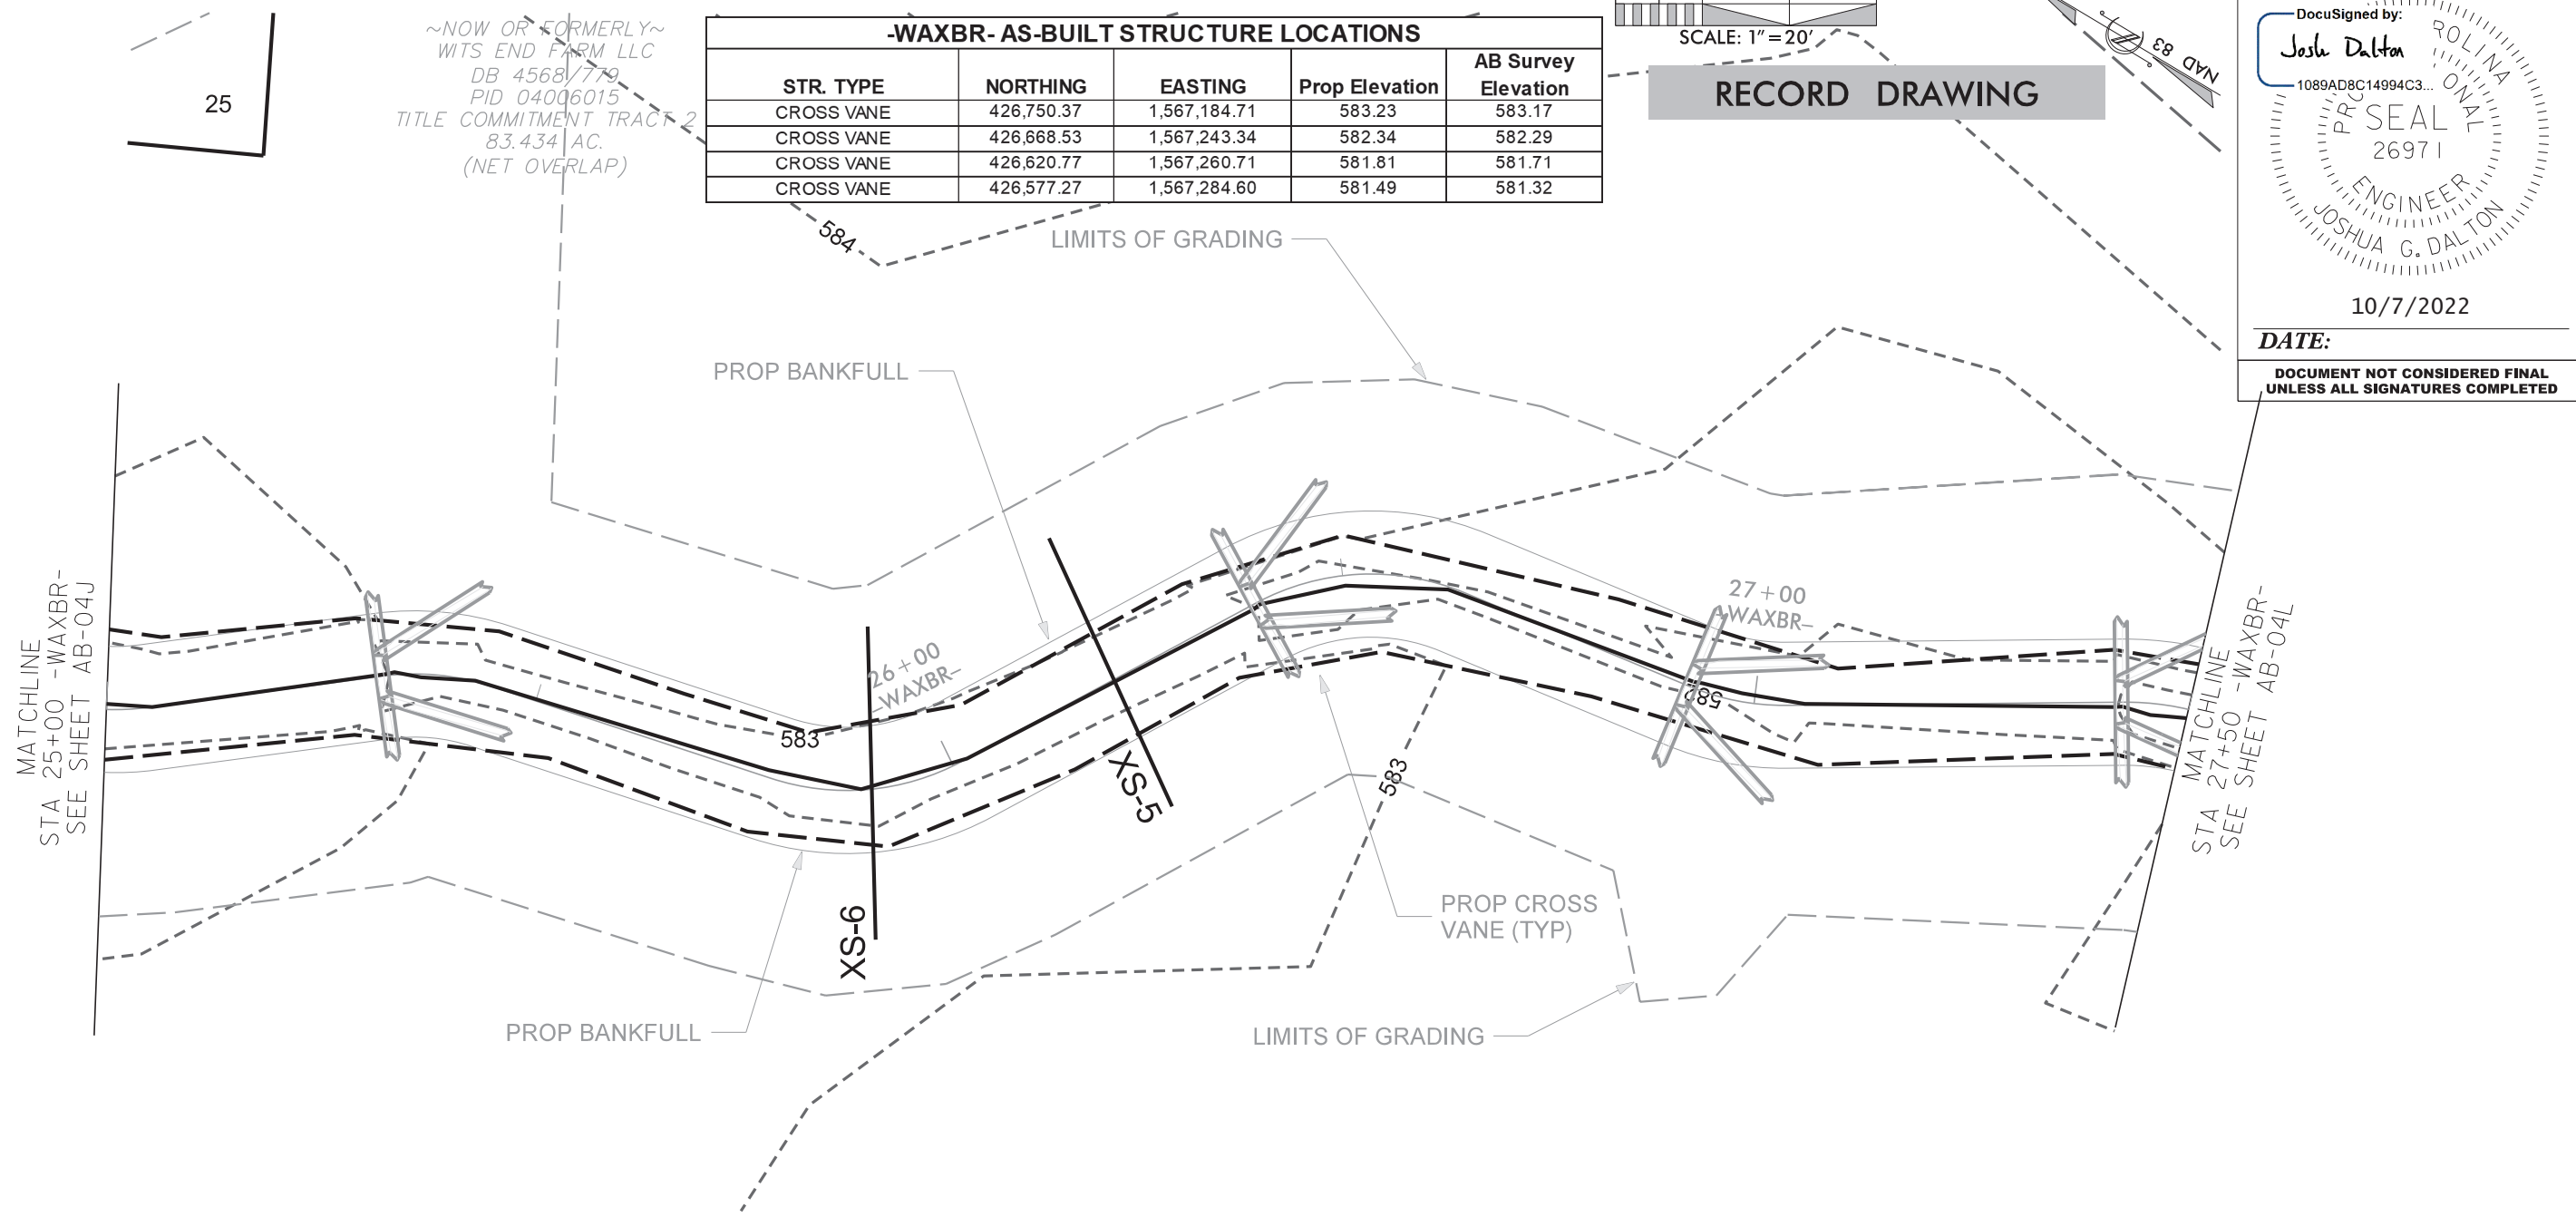 25
~NOW OR FORMERLY~
WITS END FARM LLC
DB 4568/779
PID 04006015
TITLE COMMITMENT TRACT 2
83.434 AC.
(NET OVERLAP)
-WAXBR- AS-BUILT STRUCTURE LOCATIONS
STR. TYPE NORTHING EASTING Prop Elevation AB Survey Elevation
CROSS VANE 426,750.37 1,567,184.71 583.23 583.17
CROSS VANE 426,668.53 1,567,243.34 582.34 582.29
CROSS VANE 426,620.77 1,567,260.71 581.81 581.71
CROSS VANE 426,577.27 1,567,284.60 581.49 581.32
SCALE: 1"=20'
RECORD DRAWING
NAD 83
DocuSigned by:
Josh Dalton
1089AD8C14994C3...
SEAL
26971
ENGINEER
JOSHUA G. DALTON
10/7/2022
DATE:
DOCUMENT NOT CONSIDERED FINAL
UNLESS ALL SIGNATURES COMPLETED
584
LIMITS OF GRADING
PROP BANKFULL
MATCHLINE
STA 25+00 -WAXBR-
SEE SHEET AB-04J
583
26+00
-WAXBR-
XS-6
XS-5
27+00
-WAXBR-
582
583
MATCHLINE
STA 27+50 -WAXBR-
SEE SHEET AB-04L
PROP CROSS
VANE (TYP)
PROP BANKFULL
LIMITS OF GRADING